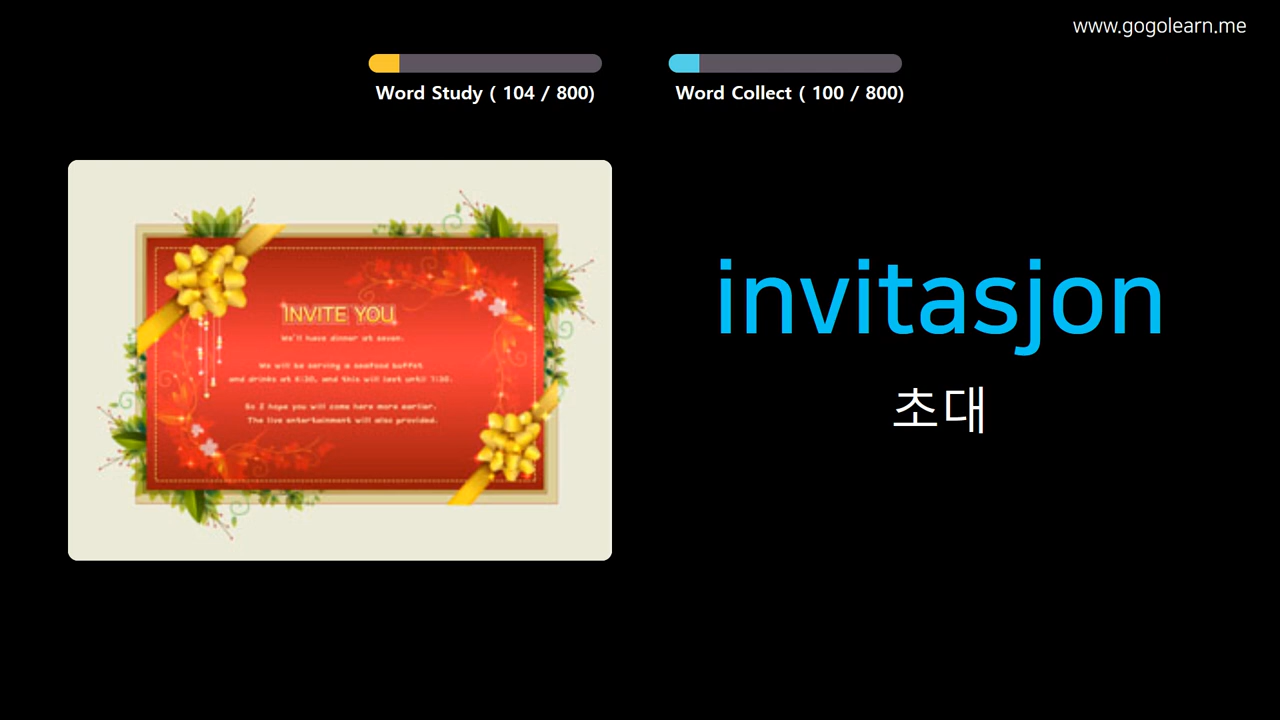 www.gogolearn.me
Word Study ( 104 / 800)
Word Collect ( 100 / 800)
INVITE YOU
We'll have dinner at seven.
We will be serving a seafood buffet
and drinks at 6:30, and this will last until 1:30.
So I hope you will come here more earlier.
The live entertainment will also provided.
invitasjon
초대